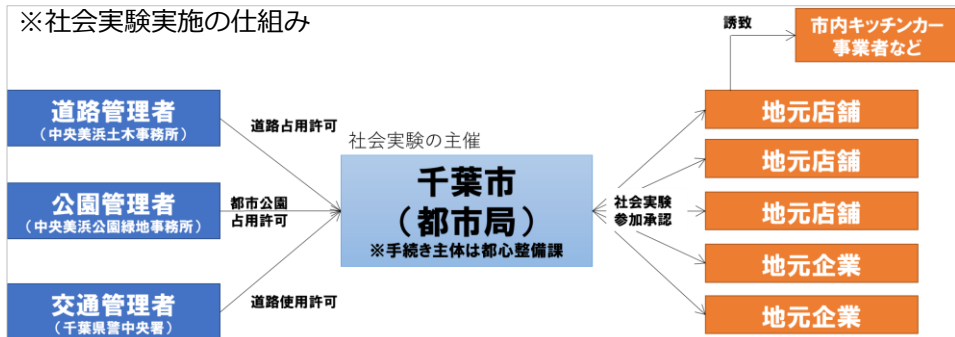 ※社会実験実施の仕組み
誘致
市内キッチンカー
事業者など
道路管理者
（中央美浜土木事務所）
道路占用許可
社会実験の主催
地元店舗
公園管理者
（中央美浜公園緑地事務所）
都市公園
占用許可
千葉市
（都市局）
※手続き主体は都心整備課
社会実験
参加承認
地元店舗
地元店舗
地元企業
交通管理者
（千葉県警中央署）
道路使用許可
地元企業